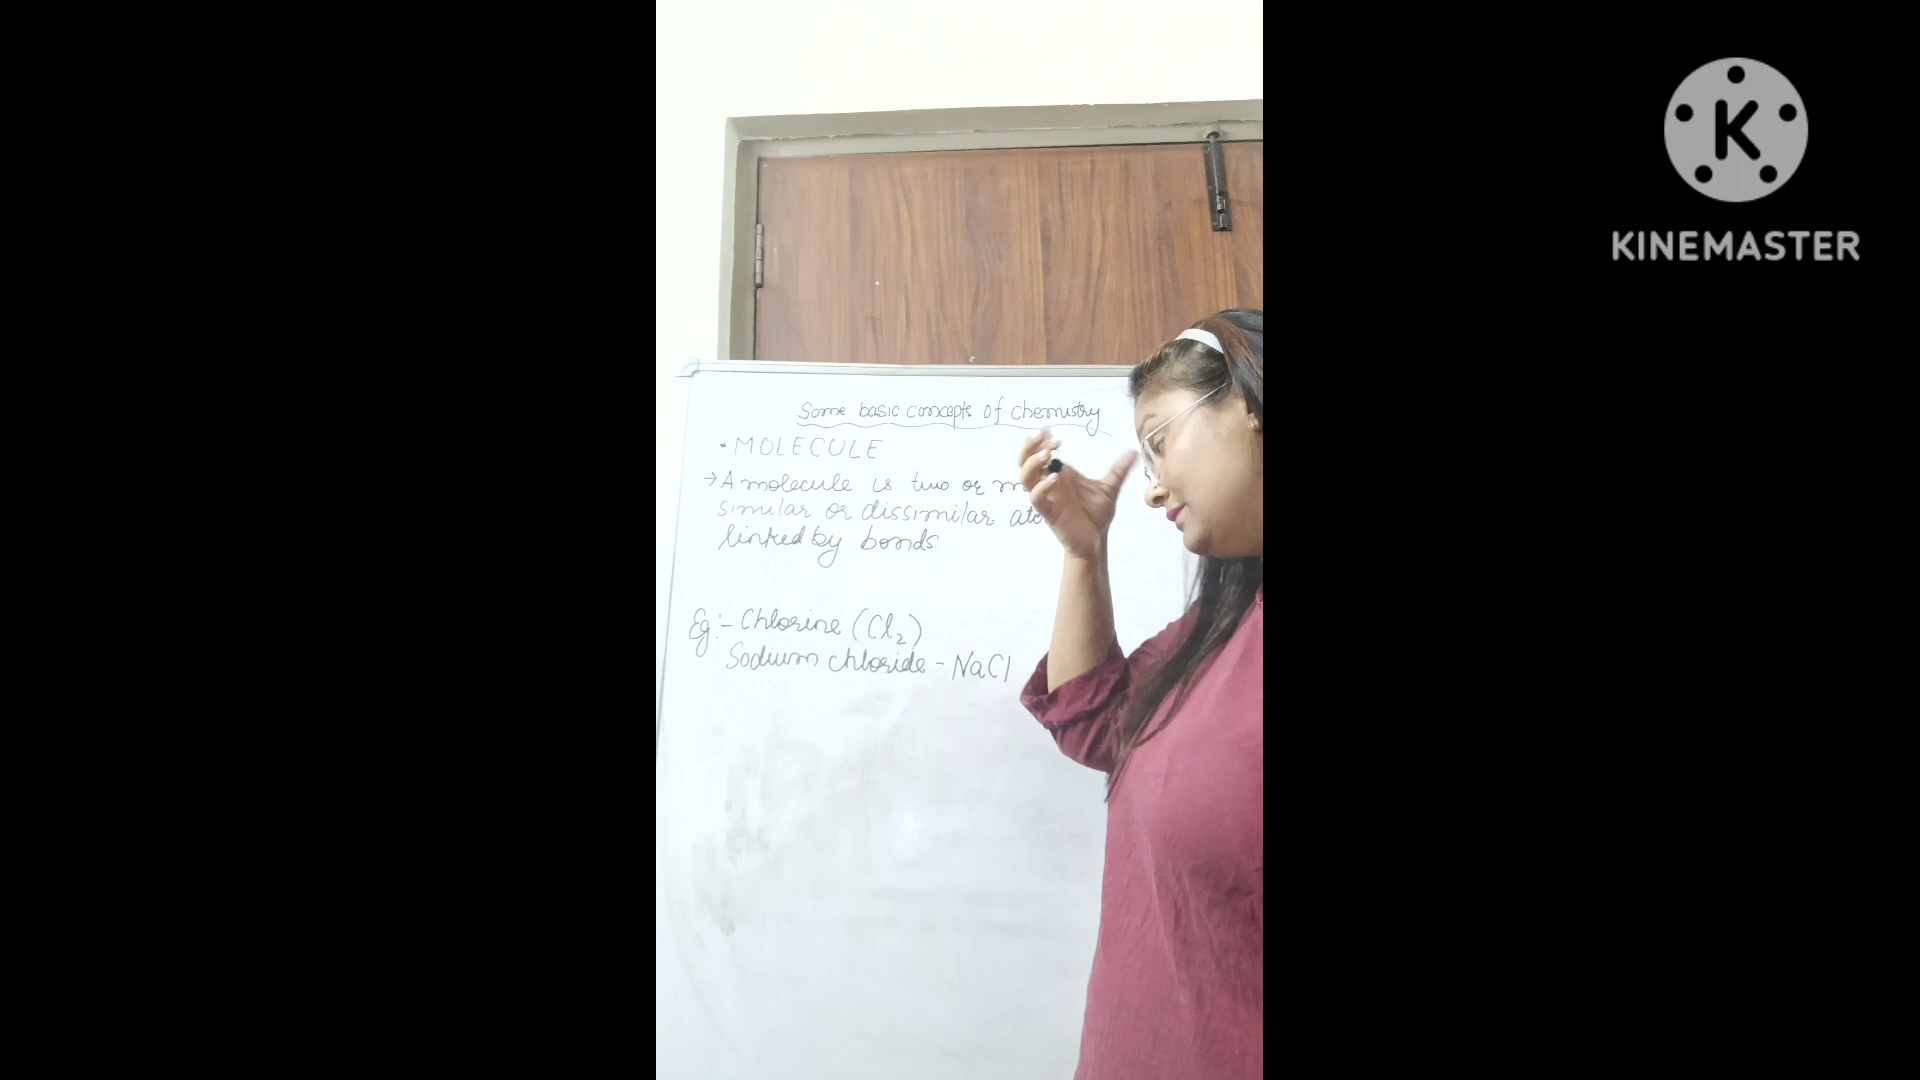 Some basic concepts of chemistry
• MOLECULE
→ A molecule is two or
similar or dissimilar
linked by bonds
Eg:- Chlorine (Cl₂)
Sodium chloride - NaCl
K
KINEMASTER